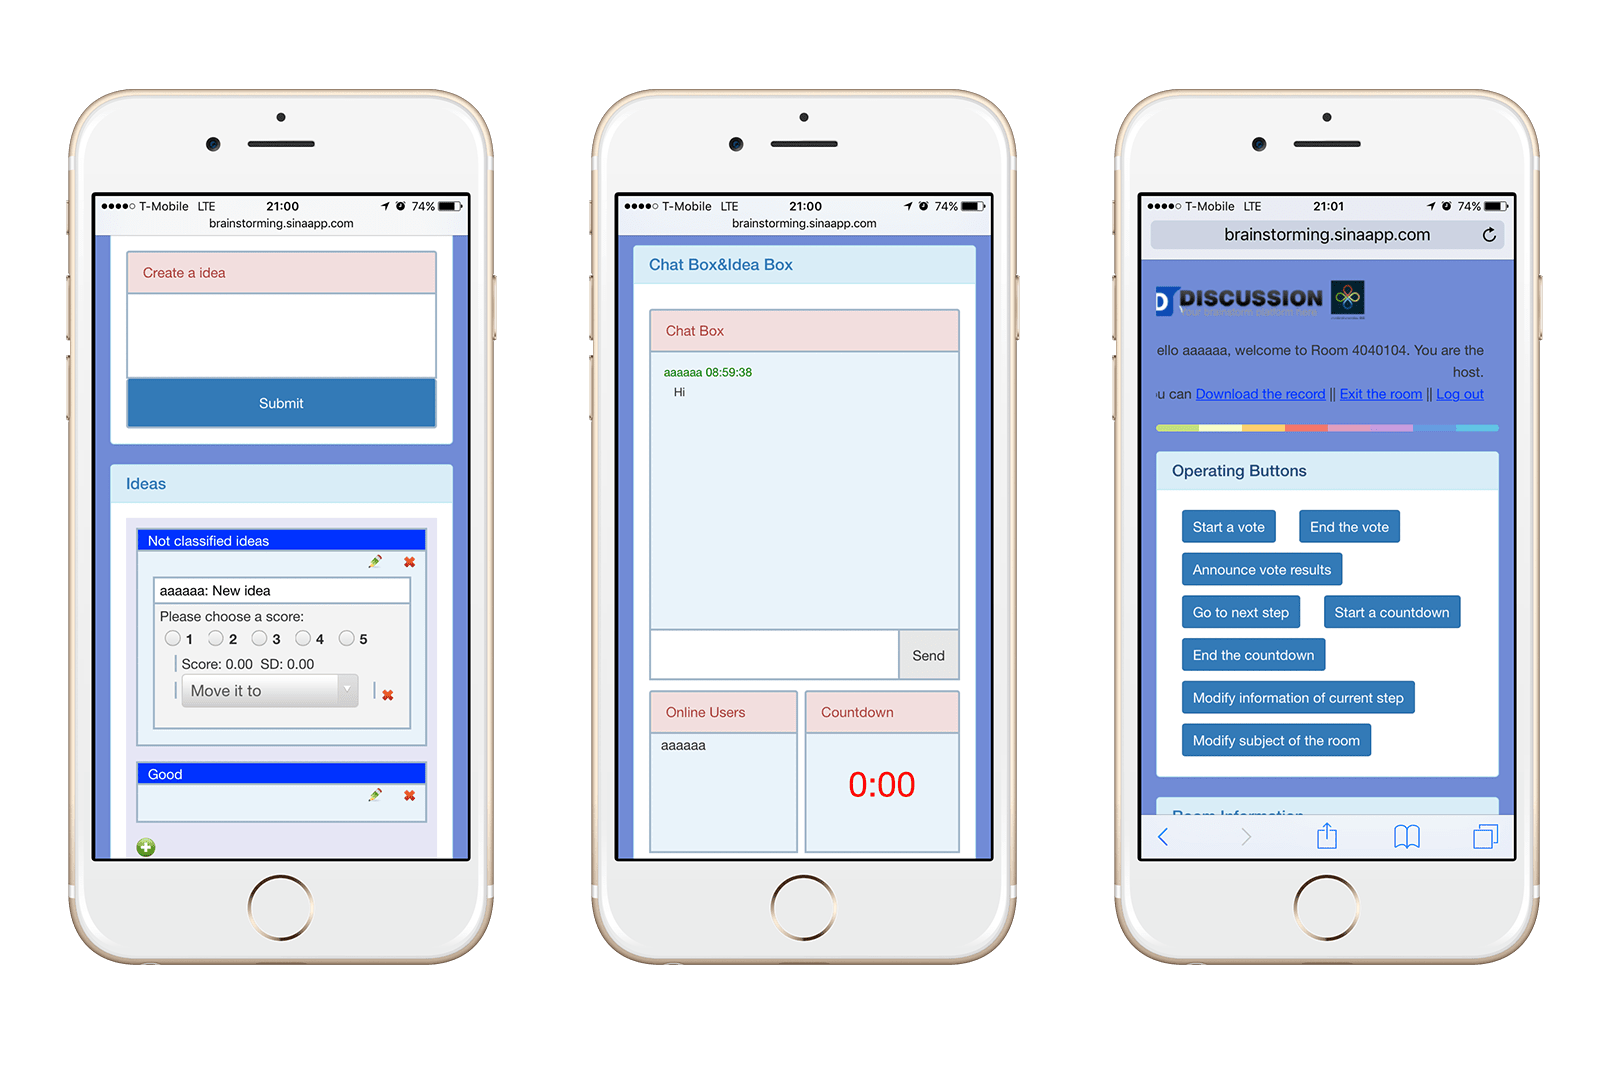 T-Mobile LTE 21:00 74%
brainstorming.sinaapp.com
Create a idea
Submit
Ideas
Not classified ideas
aaaaaa: New idea
Please choose a score:
1 2 3 4 5
Score: 0.00 SD: 0.00
Move it to
Good
T-Mobile LTE 21:00 74%
brainstorming.sinaapp.com
Chat Box&Idea Box
Chat Box
aaaaaa 08:59:38
Hi
Send
Online Users
Countdown
aaaaaa
0:00
T-Mobile LTE 21:01 74%
brainstorming.sinaapp.com
D DISCUSSION
ello aaaaaa, welcome to Room 4040104. You are the
host.
u can Download the record || Exit the room || Log out
Operating Buttons
Start a vote End the vote
Announce vote results
Go to next step Start a countdown
End the countdown
Modify information of current step
Modify subject of the room
Room Information